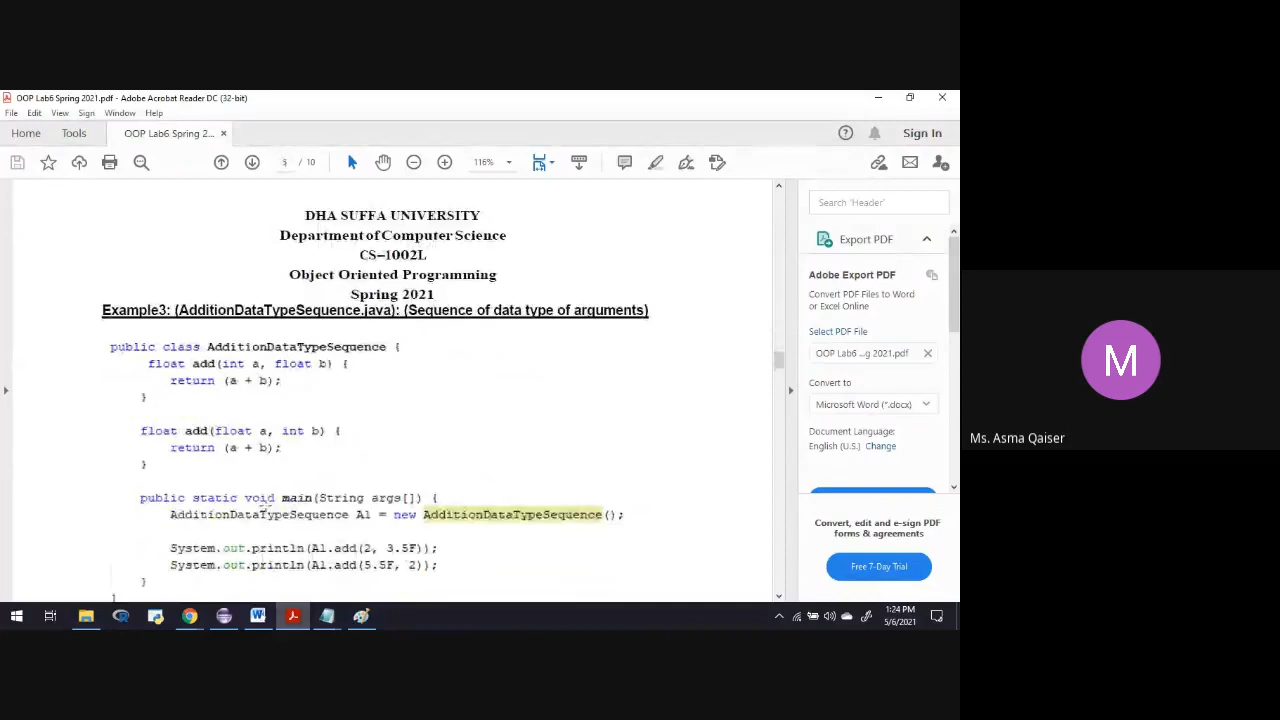 OOP Lab6 Spring 2021.pdf - Adobe Acrobat Reader DC (32-bit)
File Edit View Sign Window Help
Home Tools OOP Lab6 Spring 2... × Sign In
5 / 10 116%
DHA SUFFA UNIVERSITY
Department of Computer Science
CS–1002L
Object Oriented Programming
Spring 2021
Example3: (AdditionDataTypeSequence.java): (Sequence of data type of arguments)
public class AdditionDataTypeSequence {
float add(int a, float b) {
return (a + b);
}
float add(float a, int b) {
return (a + b);
}
public static void main(String args[]) {
AdditionDataTypeSequence A1 = new AdditionDataTypeSequence();
System.out.println(A1.add(2, 3.5F));
System.out.println(A1.add(5.5F, 2));
}
}
Search 'Header'
Export PDF
Adobe Export PDF
Convert PDF Files to Word
or Excel Online
Select PDF File
OOP Lab6 ...g 2021.pdf ×
Convert to
Microsoft Word (*.docx)
Document Language:
English (U.S.) Change
Convert, edit and e-sign PDF
forms & agreements
Free 7-Day Trial
1:24 PM
5/6/2021
M
Ms. Asma Qaiser